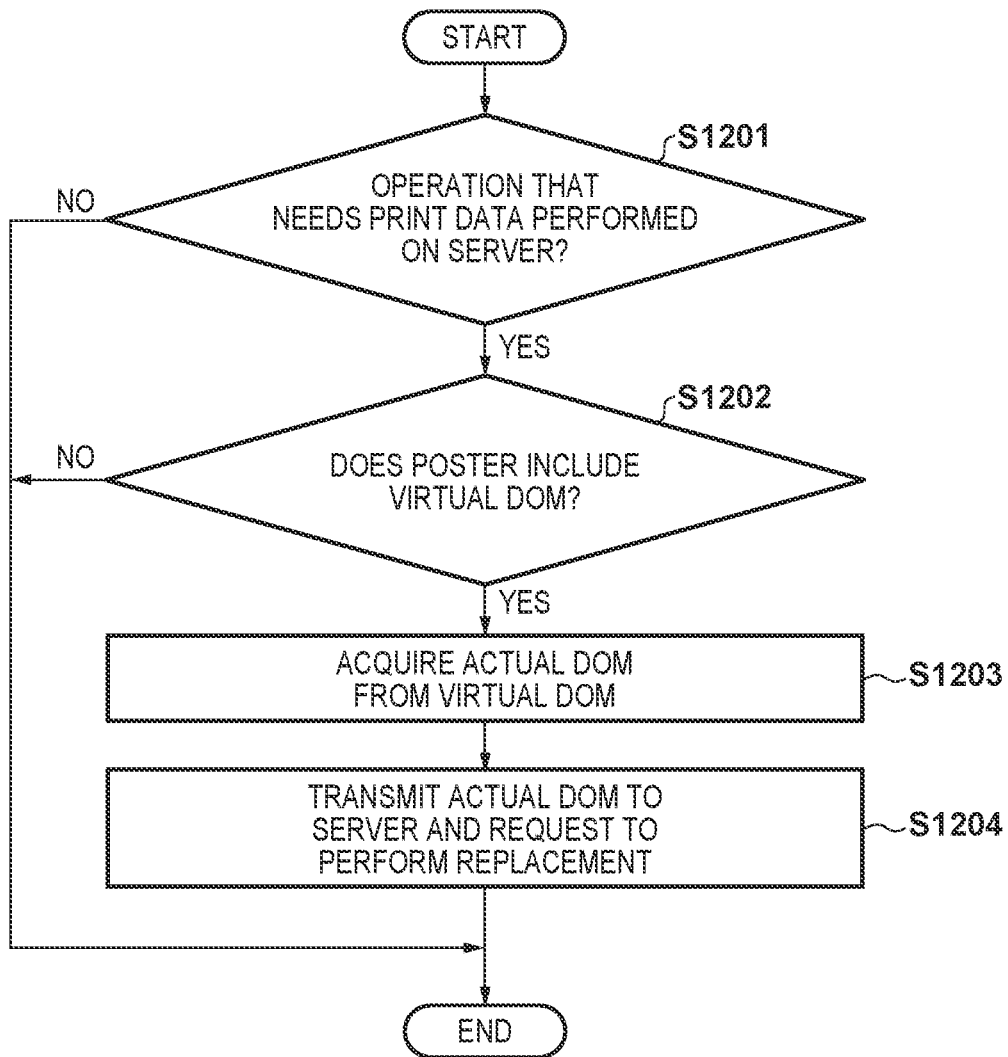 START
S1201
OPERATION THAT
NEEDS PRINT DATA PERFORMED
ON SERVER?
NO
YES
S1202
DOES POSTER INCLUDE
VIRTUAL DOM?
NO
YES
ACQUIRE ACTUAL DOM
FROM VIRTUAL DOM
S1203
TRANSMIT ACTUAL DOM TO
SERVER AND REQUEST TO
PERFORM REPLACEMENT
S1204
END